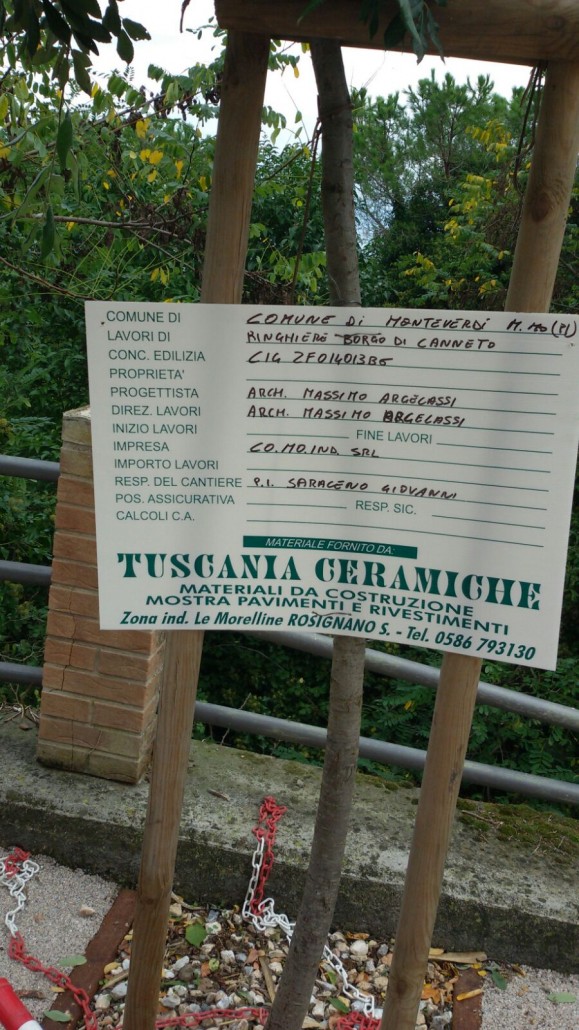 COMUNE DI COMUNE DI MONTEVERDI M.MO (PI)
LAVORI DI RINGHIERE BORGO DI CANNETO
CONC. EDILIZIA CIG ZF014013B6
PROPRIETA'
PROGETTISTA ARCH. MASSIMO ARGELASSI
DIREZ. LAVORI ARCH. MASSIMO ARGELASSI
INIZIO LAVORI FINE LAVORI
IMPRESA CO.MO.IND. SRL
IMPORTO LAVORI
RESP. DEL CANTIERE P.I. SARACENO GIOVANNI
POS. ASSICURATIVA RESP. SIC.
CALCOLI C.A.
MATERIALE FORNITO DA:
TUSCANIA CERAMICHE
MATERIALI DA COSTRUZIONE
MOSTRA PAVIMENTI E RIVESTIMENTI
Zona ind. Le Morelline ROSIGNANO S. - Tel. 0586 793130